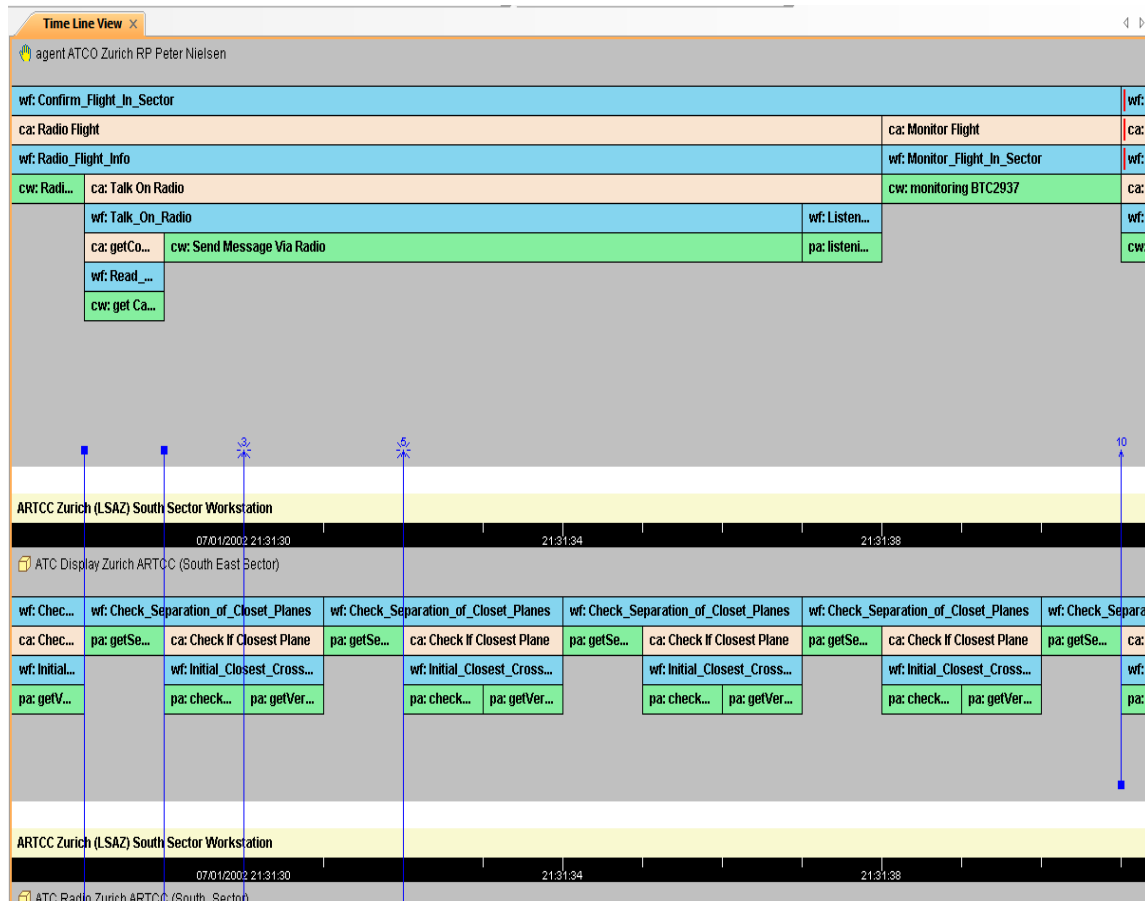 Time Line View ×
agent ATCO Zurich RP Peter Nielsen
wf: Confirm_Flight_In_Sector wf:
ca: Radio Flight ca: Monitor Flight ca:
wf: Radio_Flight_Info wf: Monitor_Flight_In_Sector wf:
cw: Radi... ca: Talk On Radio cw: monitoring BTC2937 ca:
wf: Talk_On_Radio wf: Listen... wf:
ca: getCo... cw: Send Message Via Radio pa: listeni... cw:
wf: Read_...
cw: get Ca...
3 5 10
ARTCC Zurich (LSAZ) South Sector Workstation
07/01/2002 21:31:30 21:31:34 21:31:38
ATC Display Zurich ARTCC (South East Sector)
wf: Chec... wf: Check_Separation_of_Closet_Planes wf: Check_Separation_of_Closet_Planes wf: Check_Separation_of_Closet_Planes wf: Check_Separation_of_Closet_Planes wf: Check_Separa
ca: Chec... pa: getSe... ca: Check If Closest Plane pa: getSe... ca: Check If Closest Plane pa: getSe... ca: Check If Closest Plane pa: getSe... ca: Check If Closest Plane pa: getSe... ca:
wf: Initial... wf: Initial_Closest_Cross... wf: Initial_Closest_Cross... wf: Initial_Closest_Cross... wf: Initial_Closest_Cross... wf:
pa: getV... pa: check... pa: getVer... pa: check... pa: getVer... pa: check... pa: getVer... pa: check... pa: getVer... pa:
ARTCC Zurich (LSAZ) South Sector Workstation
07/01/2002 21:31:30 21:31:34 21:31:38
ATC Radio Zurich ARTCC (South_Sector)